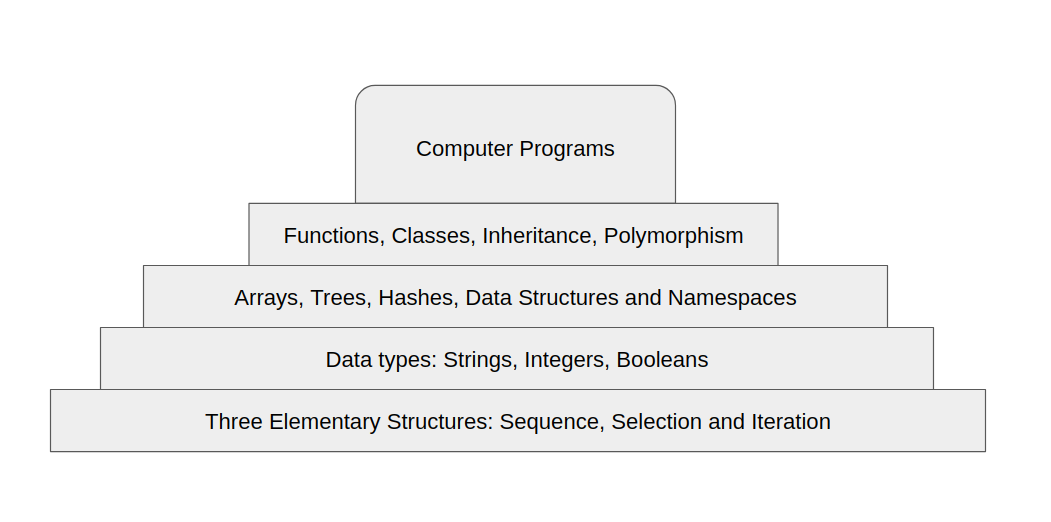 Computer Programs
Functions, Classes, Inheritance, Polymorphism
Arrays, Trees, Hashes, Data Structures and Namespaces
Data types: Strings, Integers, Booleans
Three Elementary Structures: Sequence, Selection and Iteration